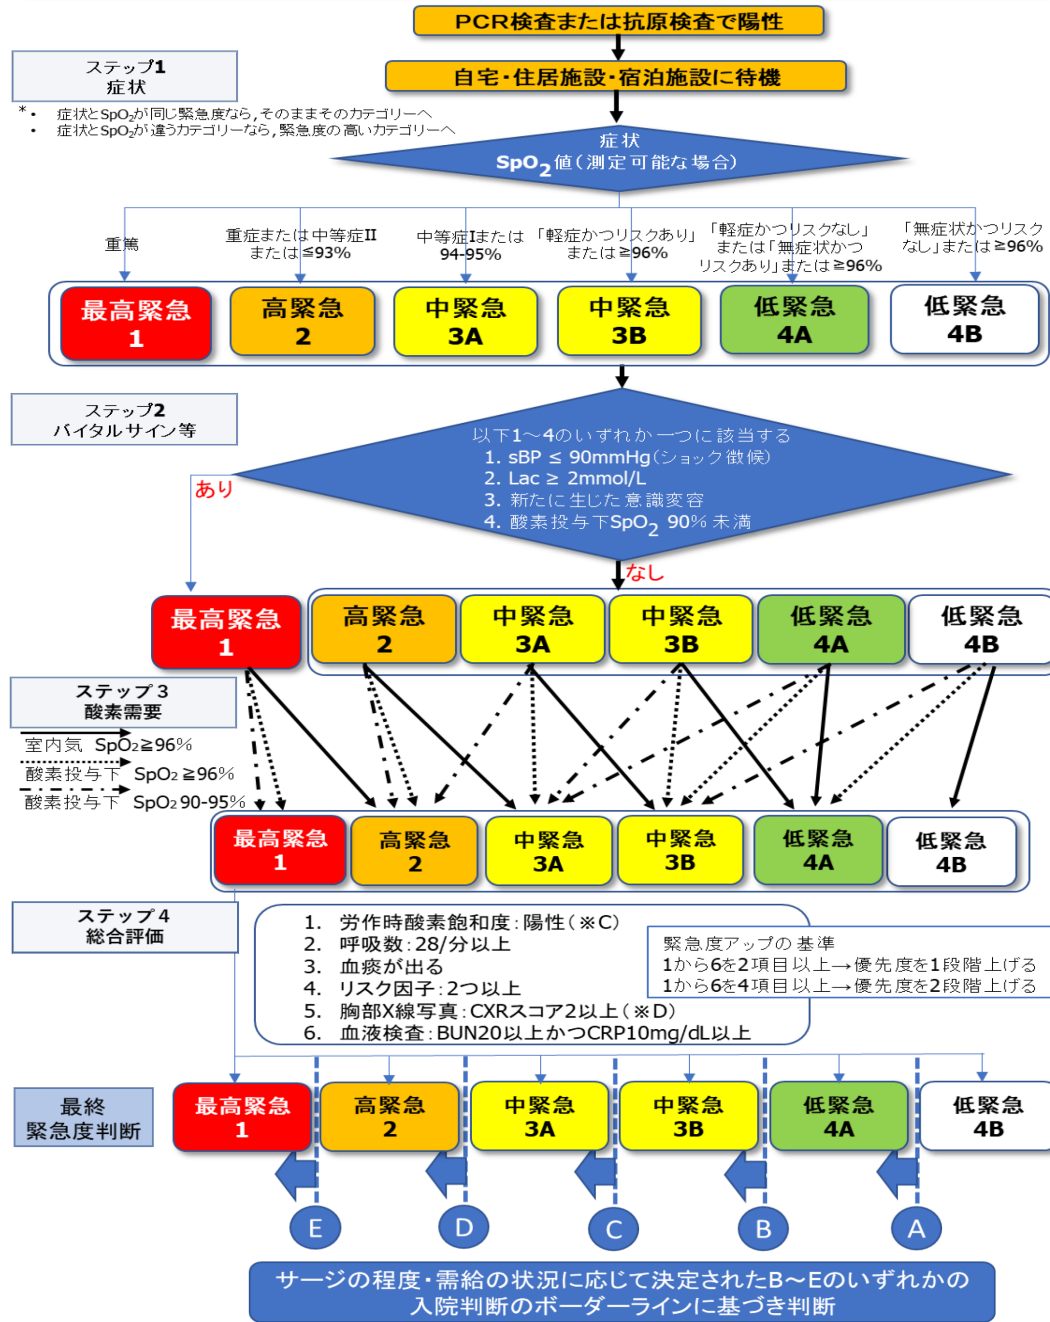 PCR検査または抗原検査で陽性
ステップ1
症状
自宅・住居施設・宿泊施設に待機
*・ 症状とSpO₂が同じ緊急度なら,そのままそのカテゴリーへ
・ 症状とSpO₂が違うカテゴリーなら,緊急度の高いカテゴリーへ
症状
SpO₂値(測定可能な場合)
重篤
重症または中等症II
または≦93%
中等症Iまたは
94-95%
「軽症かつリスクあり」
または≧96%
「軽症かつリスクなし」
または「無症状かつ
リスクあり」または≧96%
「無症状かつリスク
なし」または≧96%
最高緊急
1
高緊急
2
中緊急
3A
中緊急
3B
低緊急
4A
低緊急
4B
ステップ2
バイタルサイン等
以下1～4のいずれか一つに該当する
1. sBP ≤ 90mmHg(ショック徴候)
2. Lac ≥ 2mmol/L
3. 新たに生じた意識変容
4. 酸素投与下SpO₂ 90%未満
あり
なし
最高緊急
1
高緊急
2
中緊急
3A
中緊急
3B
低緊急
4A
低緊急
4B
ステップ3
酸素需要
室内気 SpO₂≧96%
酸素投与下 SpO₂≧96%
酸素投与下 SpO₂ 90-95%
最高緊急
1
高緊急
2
中緊急
3A
中緊急
3B
低緊急
4A
低緊急
4B
ステップ4
総合評価
1. 労作時酸素飽和度:陽性(※C)
2. 呼吸数:28/分以上
3. 血痰が出る
4. リスク因子:2つ以上
5. 胸部X線写真:CXRスコア2以上(※D)
6. 血液検査:BUN20以上かつCRP10mg/dL以上
緊急度アップの基準
1から6を2項目以上→優先度を1段階上げる
1から6を4項目以上→優先度を2段階上げる
最終
緊急度判断
最高緊急
1
高緊急
2
中緊急
3A
中緊急
3B
低緊急
4A
低緊急
4B
E
D
C
B
A
サージの程度・需給の状況に応じて決定されたB～Eのいずれかの
入院判断のボーダーラインに基づき判断